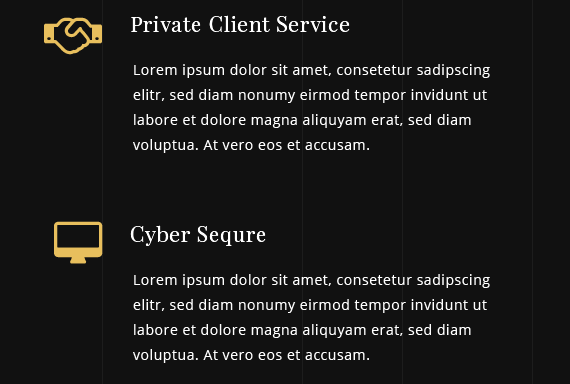 Private Client Service
Lorem ipsum dolor sit amet, consetetur sadipscing
elitr, sed diam nonumy eirmod tempor invidunt ut
labore et dolore magna aliquyam erat, sed diam
voluptua. At vero eos et accusam.
Cyber Sequre
Lorem ipsum dolor sit amet, consetetur sadipscing
elitr, sed diam nonumy eirmod tempor invidunt ut
labore et dolore magna aliquyam erat, sed diam
voluptua. At vero eos et accusam.